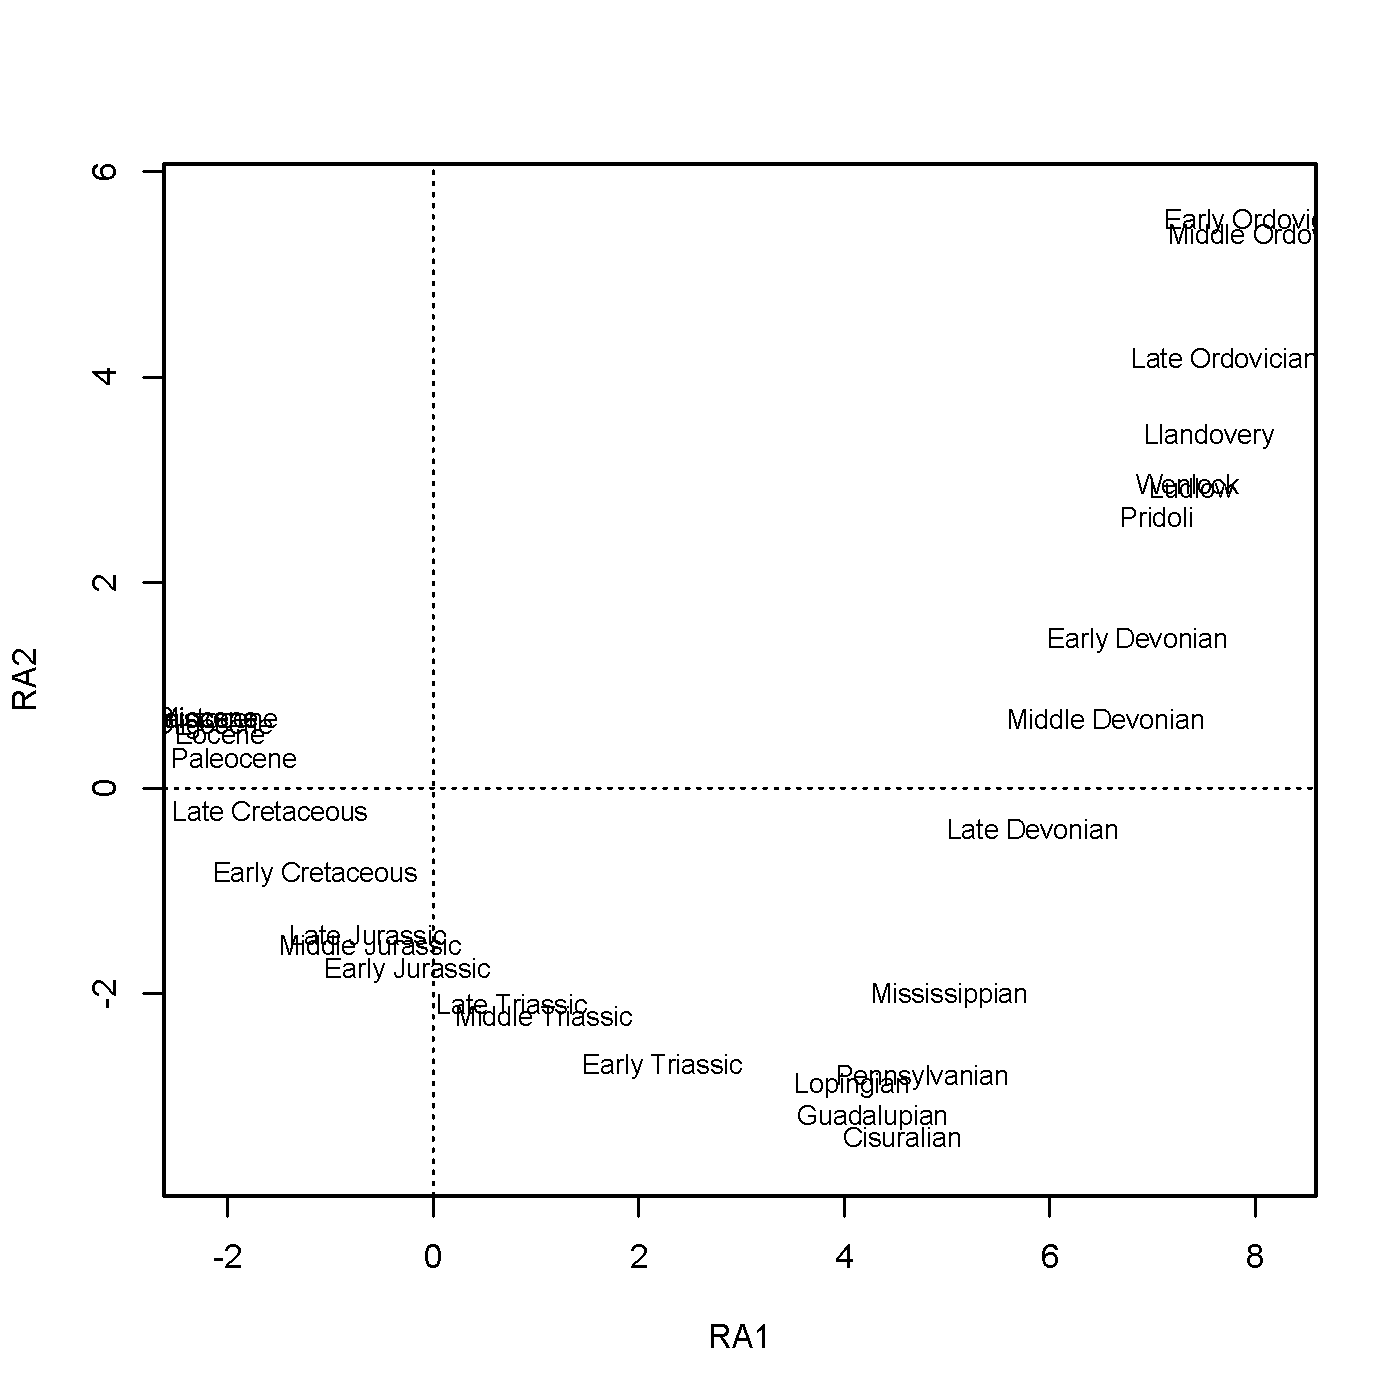 6
Early Ordovic
Middle Ordov
4
Late Ordovician
Llandovery
Wenlock
Ludlow
Pridoli
2
Early Devonian
RA2
Middle Devonian
Eocene
Paleocene
0
Late Cretaceous
Late Devonian
Early Cretaceous
Late Jurassic
Middle Jurassic
Early Jurassic
-2
Mississippian
Late Triassic
Middle Triassic
Early Triassic
Pennsylvanian
Lopingian
Guadalupian
Cisuralian
-2 0 2 4 6 8
RA1